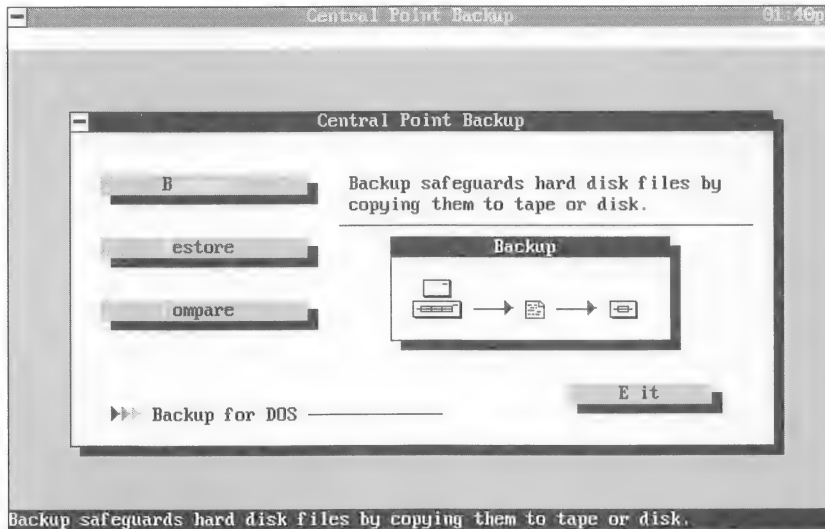 Central Point Backup 01:40p
Central Point Backup
B
estore
ompare
Backup safeguards hard disk files by
copying them to tape or disk.
Backup
E it
Backup for DOS
Backup safeguards hard disk files by copying them to tape or disk.